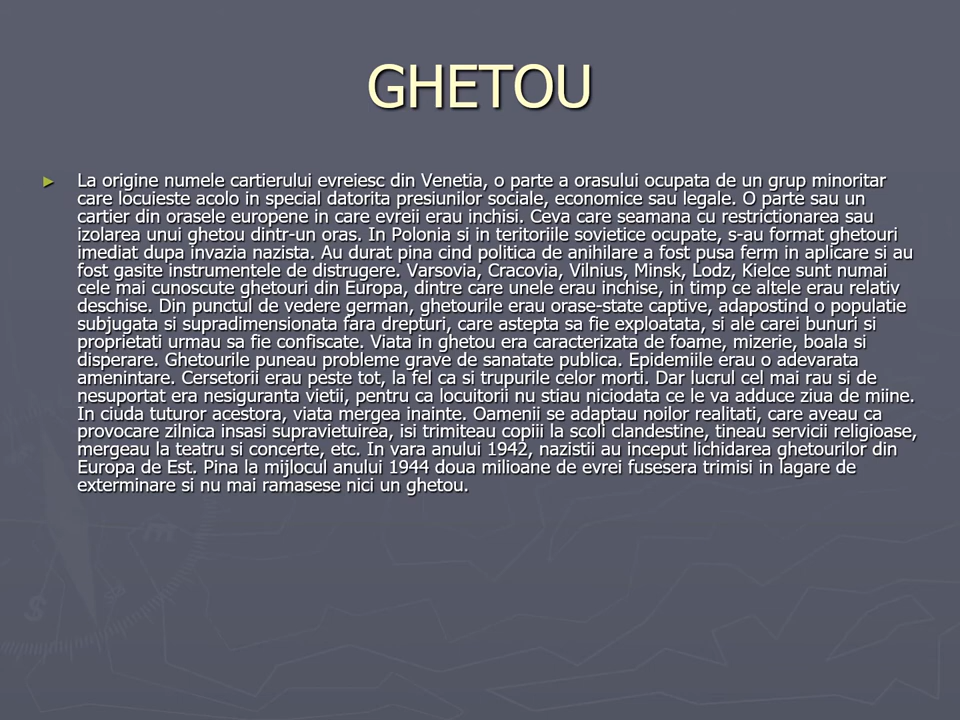 GHETOU
► La origine numele cartierului evreiesc din Venetia, o parte a orasului ocupata de un grup minoritar
care locuieste acolo in special datorita presiunilor sociale, economice sau legale. O parte sau un
cartier din orasele europene in care evreii erau inchisi. Ceva care seamana cu restrictionarea sau
izolarea unui ghetou dintr-un oras. In Polonia si in teritoriile sovietice ocupate, s-au format ghetouri
imediat dupa invazia nazista. Au durat pina cind politica de anihilare a fost pusa ferm in aplicare si au
fost gasite instrumentele de distrugere. Varsovia, Cracovia, Vilnius, Minsk, Lodz, Kielce sunt numai
cele mai cunoscute ghetouri din Europa, dintre care unele erau inchise, in timp ce altele erau relativ
deschise. Din punctul de vedere german, ghetourile erau orase-state captive, adapostind o populatie
subjugata si supradimensionata fara drepturi, care astepta sa fie exploatata, si ale carei bunuri si
proprietati urmau sa fie confiscate. Viata in ghetou era caracterizata de foame, mizerie, boala si
disperare. Ghetourile puneau probleme grave de sanatate publica. Epidemiile erau o adevarata
amenintare. Cersetorii erau peste tot, la fel ca si trupurile celor morti. Dar lucrul cel mai rau si de
nesuportat era nesiguranta vietii, pentru ca locuitorii nu stiau niciodata ce le va adduce ziua de miine.
In ciuda tuturor acestora, viata mergea inainte. Oamenii se adaptau noilor realitati, care aveau ca
provocare zilnica insasi supravietuirea, isi trimiteau copiii la scoli clandestine, tineau servicii religioase,
mergeau la teatru si concerte, etc. In vara anului 1942, nazistii au inceput lichidarea ghetourilor din
Europa de Est. Pina la mijlocul anului 1944 doua milioane de evrei fusesera trimisi in lagare de
exterminare si nu mai ramasese nici un ghetou.